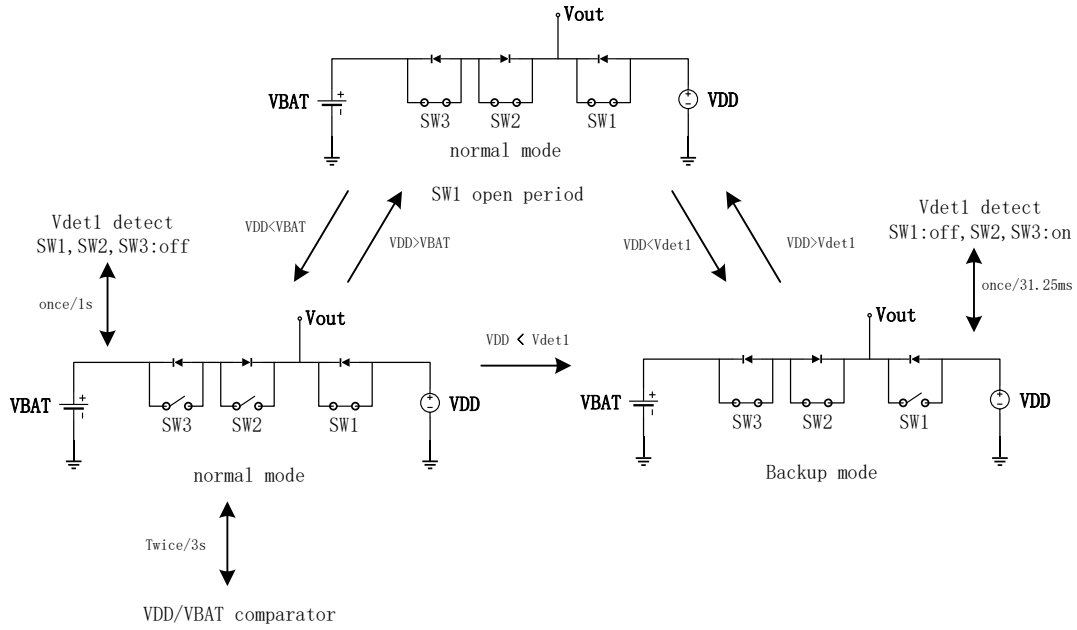 Vout
VBAT
+
-
SW3
SW2
SW1
+
-
VDD
normal mode
SW1 open period
Vdet1 detect
SW1,SW2,SW3:off
once/1s
VDD<VBAT
VDD>VBAT
VDD<Vdet1
VDD>Vdet1
Vdet1 detect
SW1:off,SW2,SW3:on
once/31.25ms
Vout
VBAT
+
-
SW3
SW2
SW1
+
-
VDD
normal mode
VDD < Vdet1
Vout
VBAT
+
-
SW3
SW2
SW1
+
-
VDD
Backup mode
Twice/3s
VDD/VBAT comparator